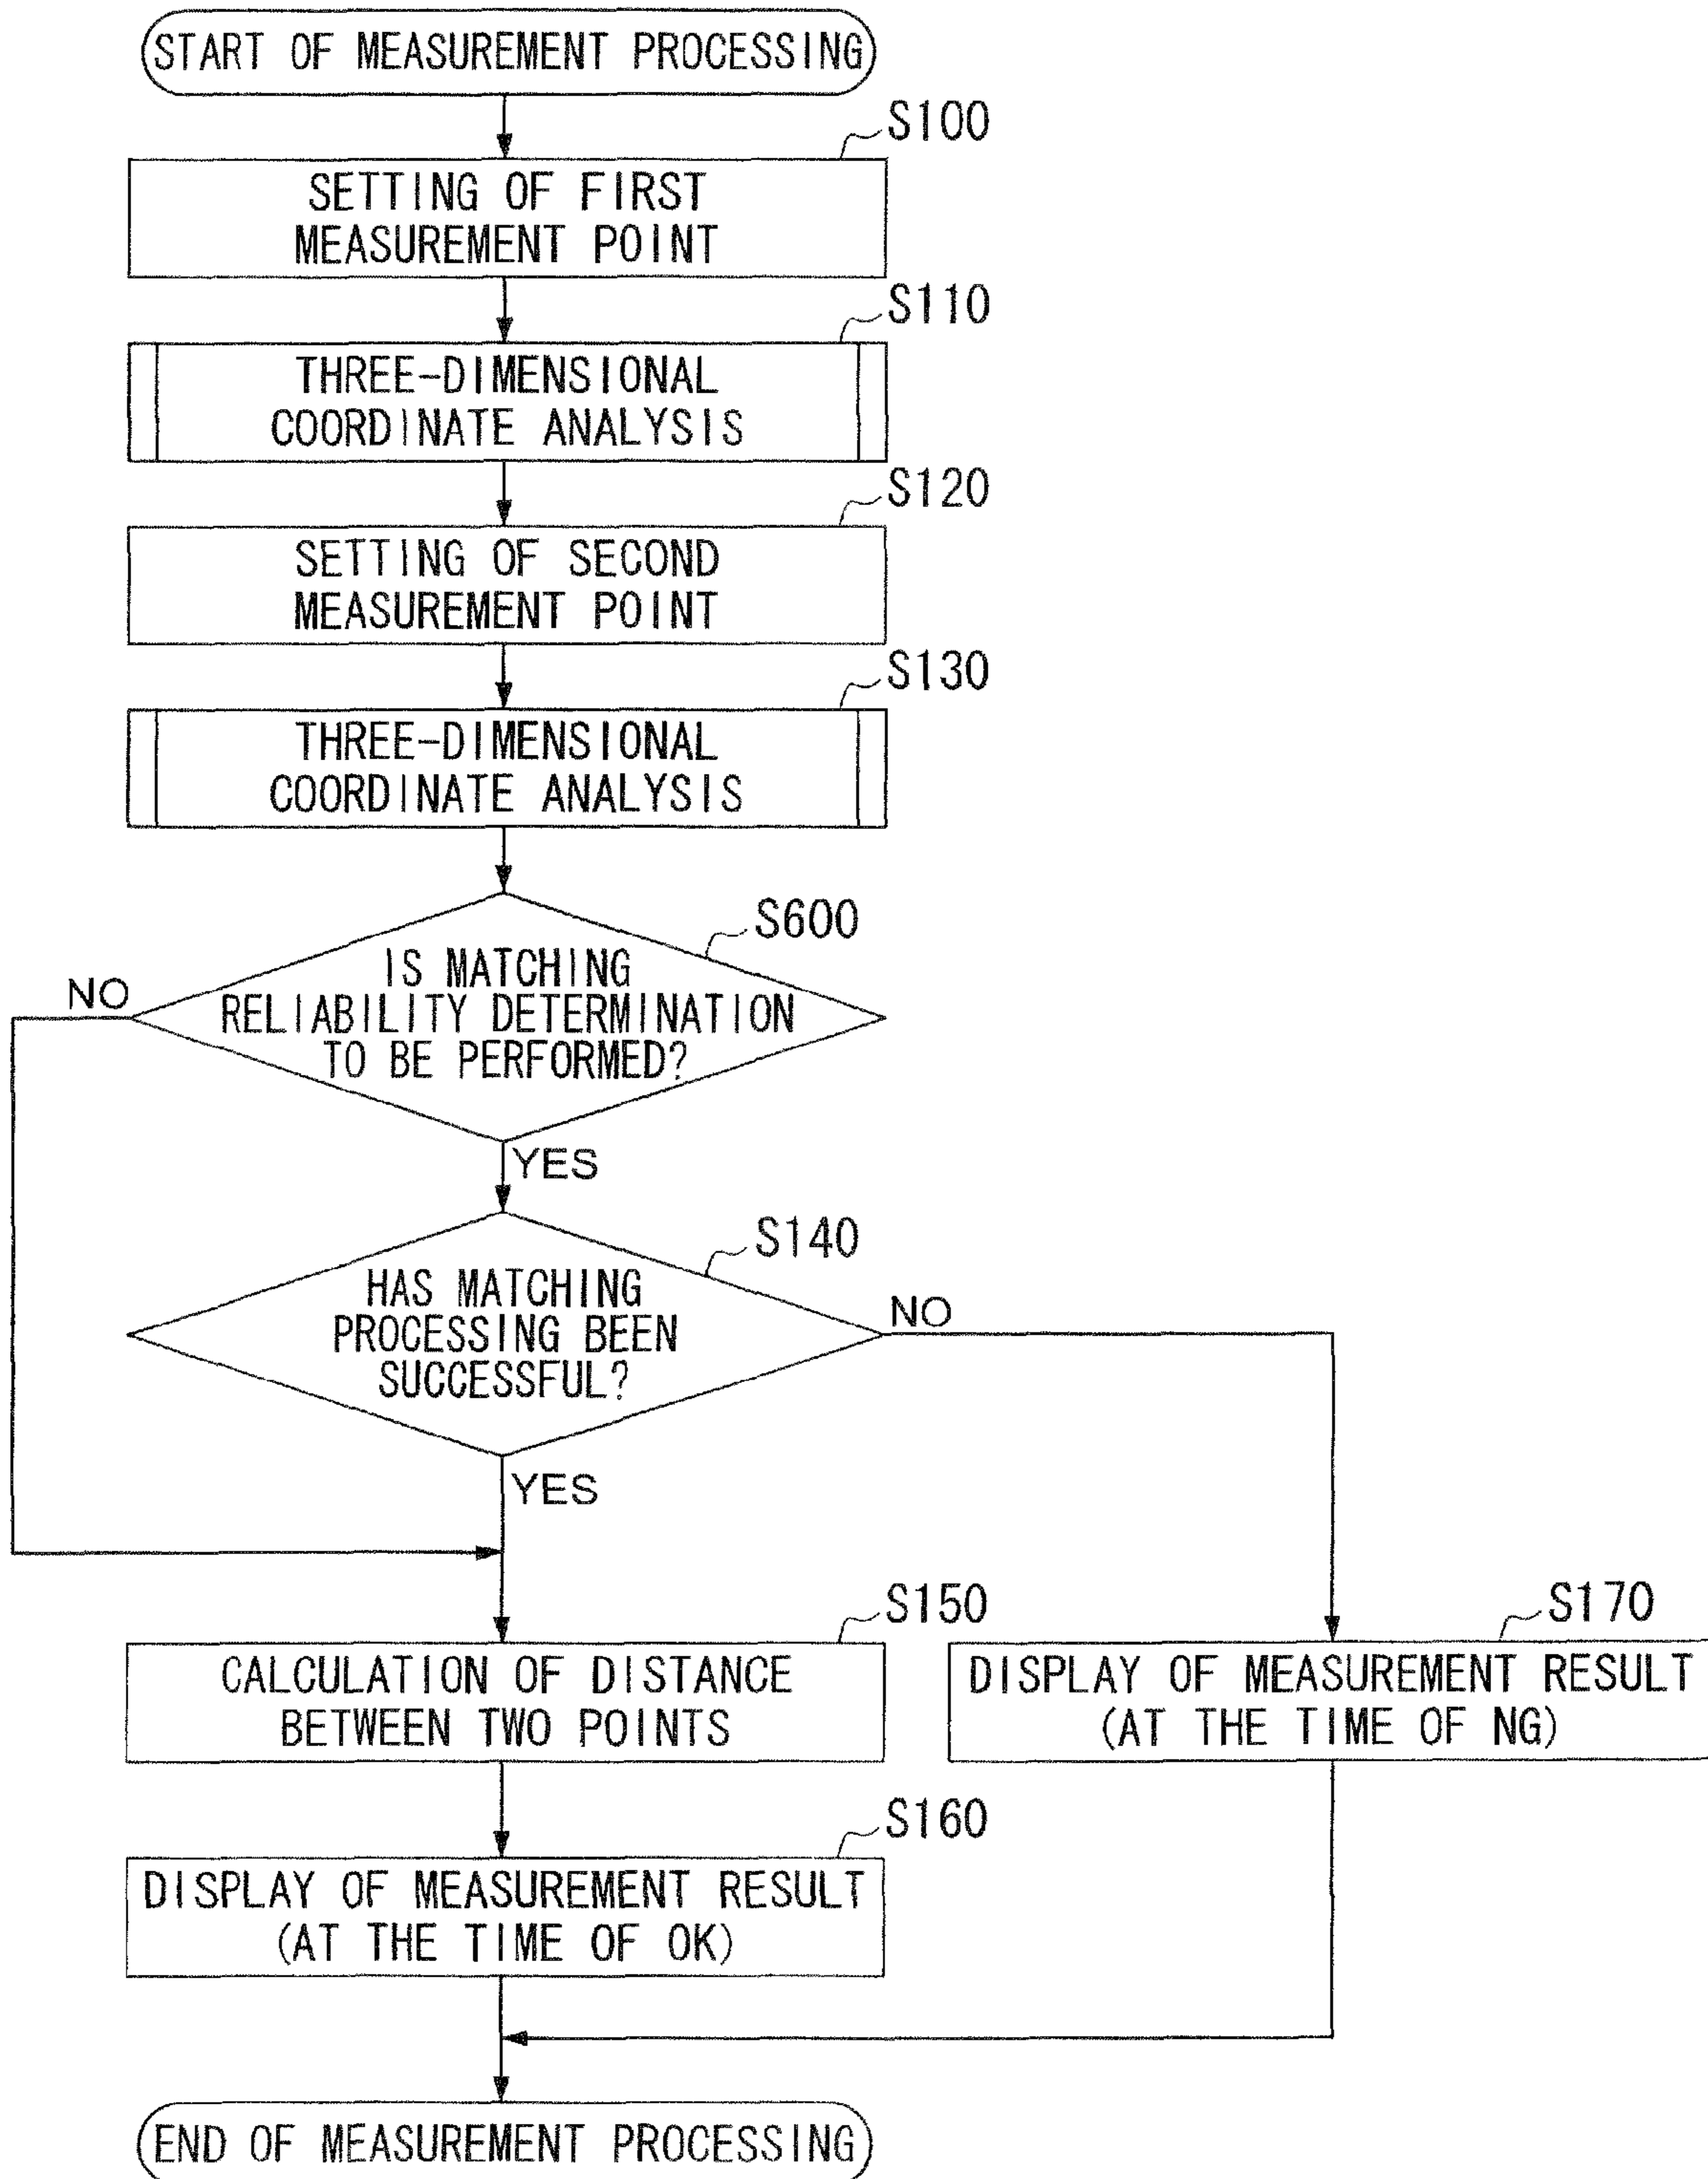 START OF MEASUREMENT PROCESSING
S100
SETTING OF FIRST
MEASUREMENT POINT
S110
THREE-DIMENSIONAL
COORDINATE ANALYSIS
S120
SETTING OF SECOND
MEASUREMENT POINT
S130
THREE-DIMENSIONAL
COORDINATE ANALYSIS
S600
IS MATCHING
RELIABILITY DETERMINATION
TO BE PERFORMED?
NO
YES
S140
HAS MATCHING
PROCESSING BEEN
SUCCESSFUL?
NO
YES
S150
CALCULATION OF DISTANCE
BETWEEN TWO POINTS
S170
DISPLAY OF MEASUREMENT RESULT
(AT THE TIME OF NG)
S160
DISPLAY OF MEASUREMENT RESULT
(AT THE TIME OF OK)
END OF MEASUREMENT PROCESSING